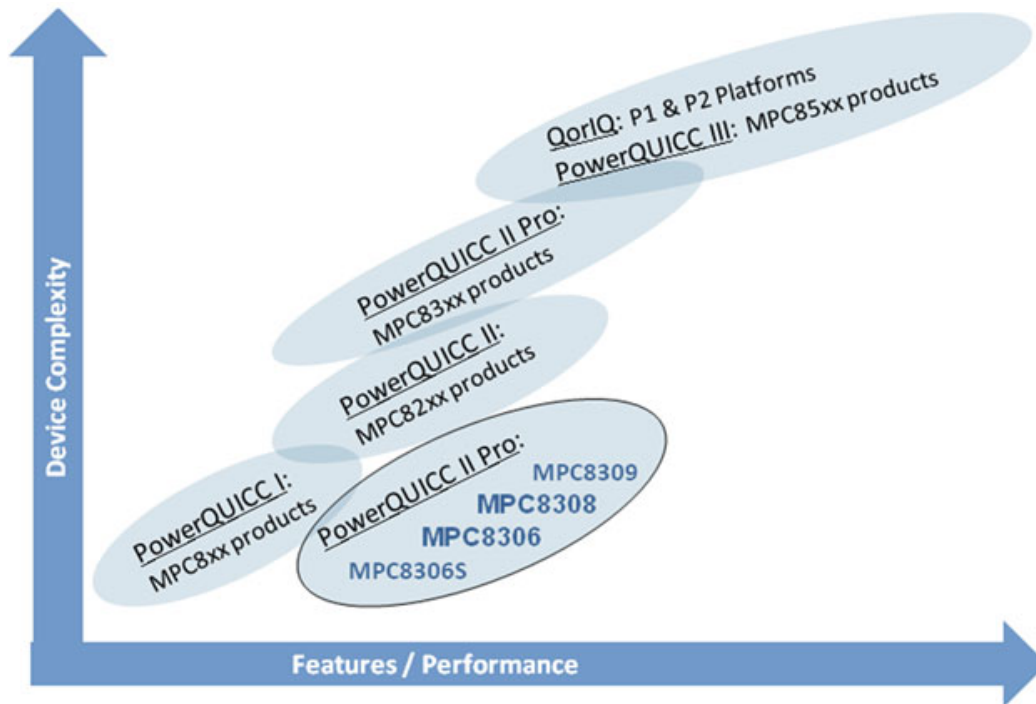 QorIQ: P1 & P2 Platforms
PowerQUICC III: MPC85xx products
PowerQUICC II Pro:
MPC83xx products
PowerQUICC II:
MPC82xx products
PowerQUICC I:
MPC8xx products
PowerQUICC II Pro:
MPC8309
MPC8308
MPC8306
MPC8306S
Device Complexity
Features / Performance